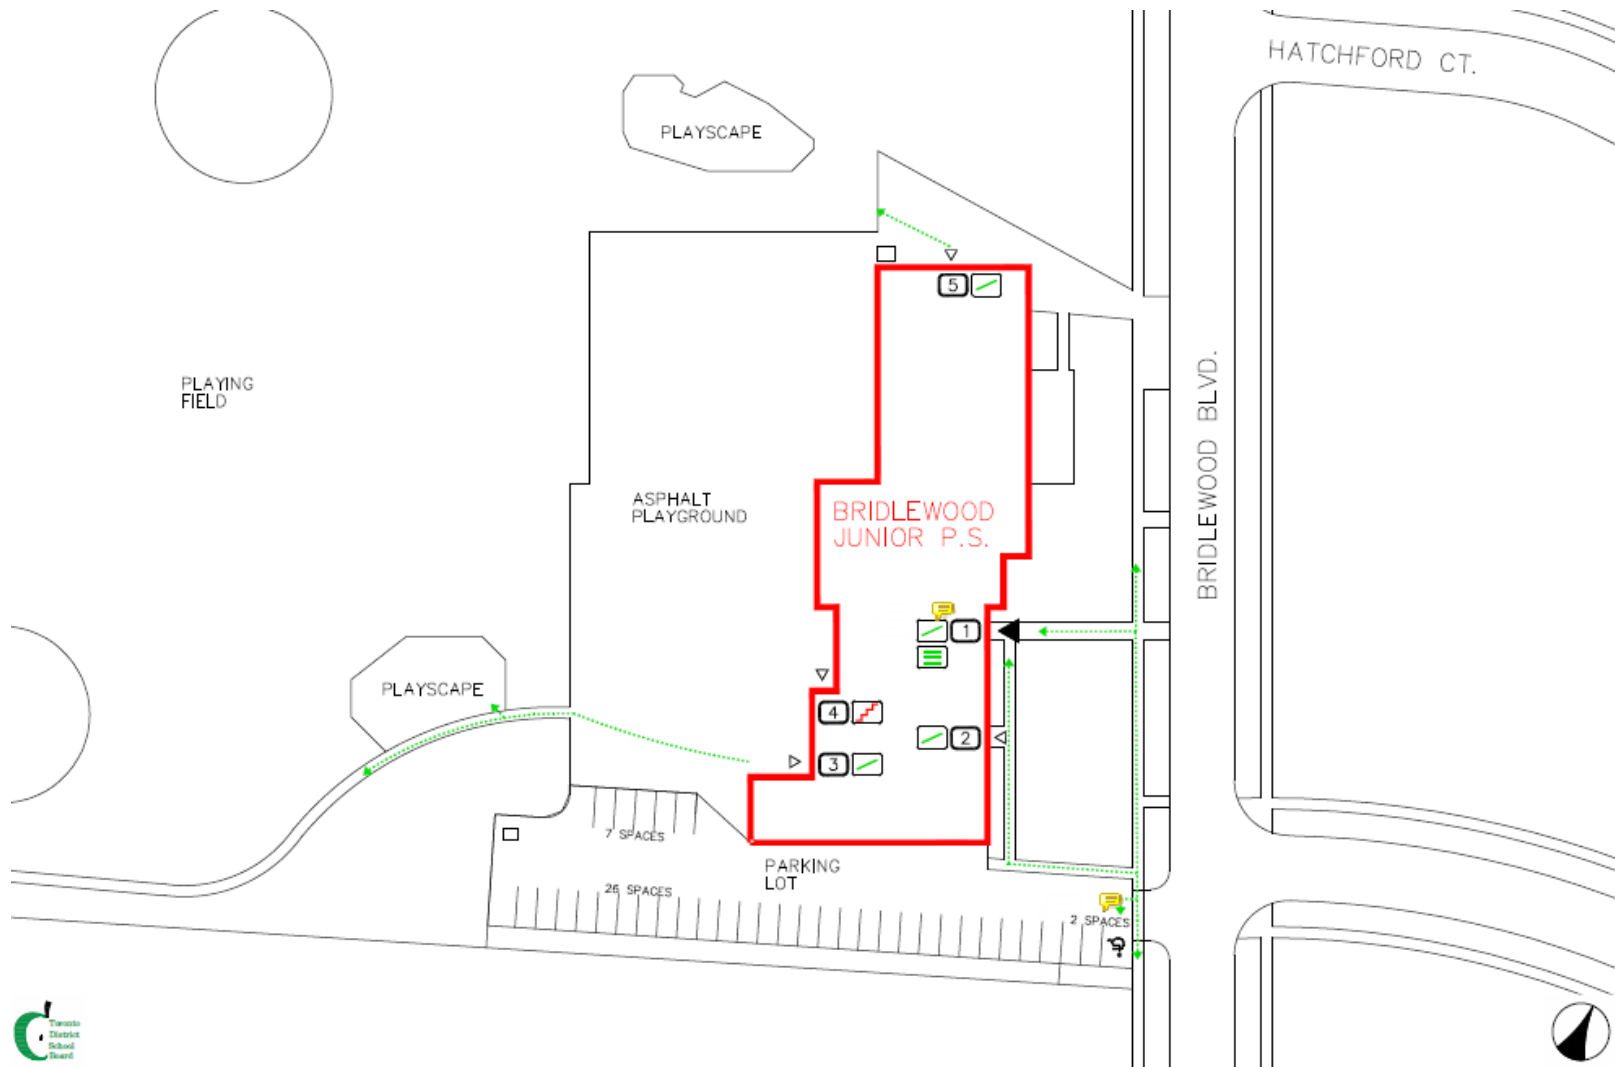 HATCHFORD CT.
PLAYSCAPE
5
PLAYING
FIELD
BRIDLEWOOD BLVD.
ASPHALT
PLAYGROUND
BRIDLEWOOD
JUNIOR P.S.
1
PLAYSCAPE
4
2
3
7 SPACES
PARKING
LOT
26 SPACES
2 SPACES
Toronto
District
School
Board